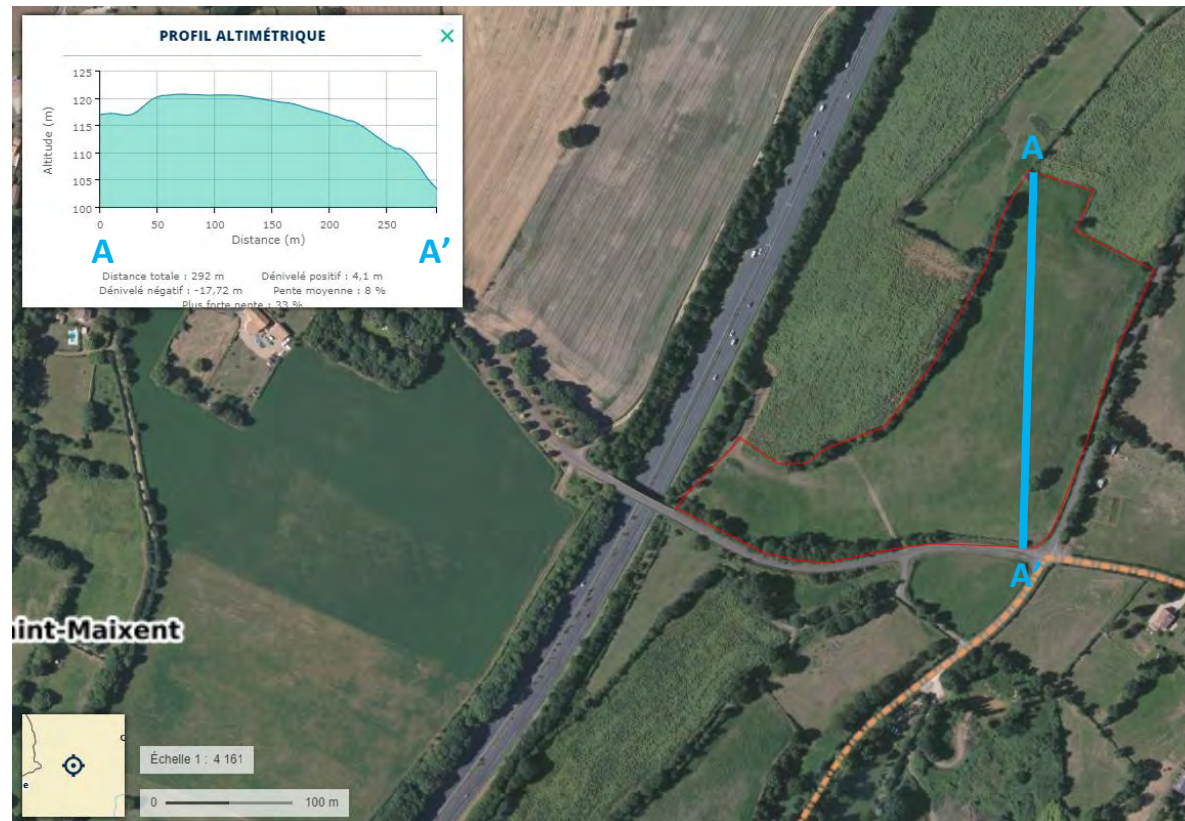 PROFIL ALTIMÉTRIQUE
×
125
120
115
110
105
100
Altitude (m)
0 50 100 150 200 250
Distance (m)
A A'
Distance totale : 292 m Dénivelé positif : 4,1 m
Dénivelé négatif : -17,72 m Pente moyenne : 8 %
Plus forte pente : 33 %
A
A'
int-Maixent
Échelle 1 : 4 161
0 100 m